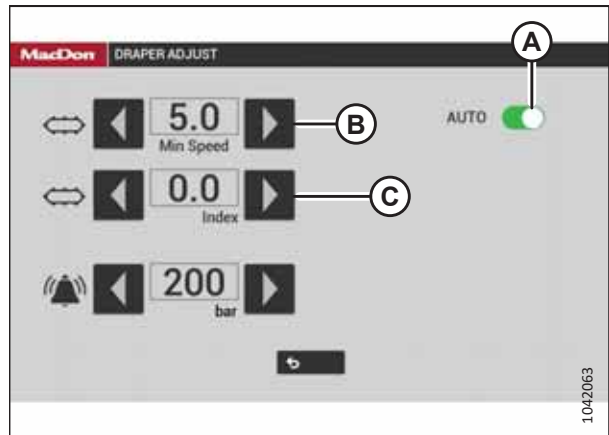 A
MacDon DRAPER ADJUST
5.0 AUTO
Min Speed
B
0.0
Index
C
200
bar
1042063